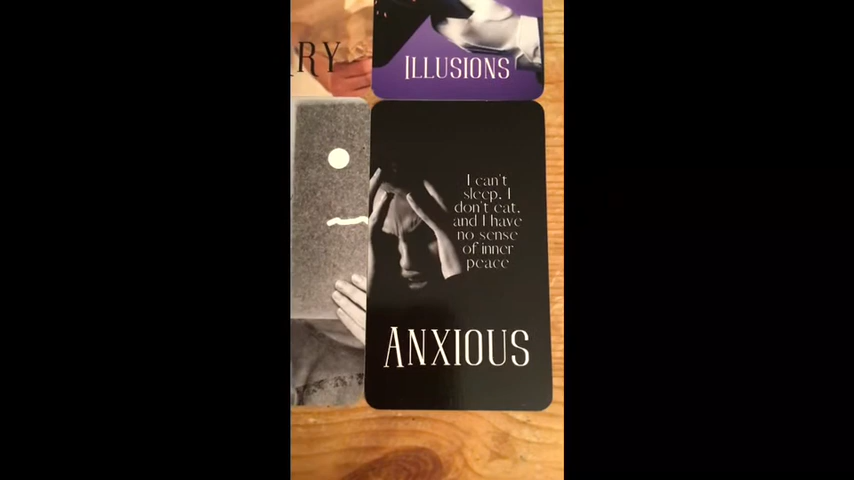 RY
ILLUSIONS
I can't
sleep, I
don't eat,
and I have
no sense
of inner
peace
ANXIOUS